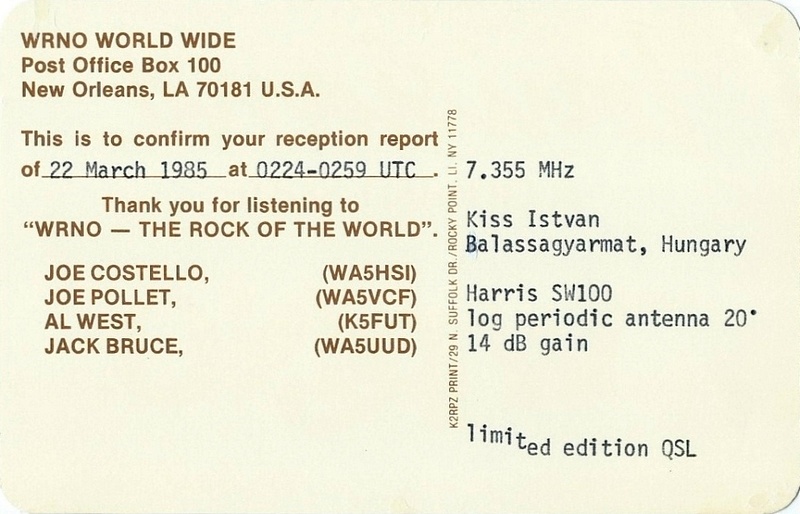 WRNO WORLD WIDE
Post Office Box 100
New Orleans, LA 70181 U.S.A.
This is to confirm your reception report
of 22 March 1985 at 0224-0259 UTC .
Thank you for listening to
“WRNO — THE ROCK OF THE WORLD”.
JOE COSTELLO, (WA5HSI)
JOE POLLET, (WA5VCF)
AL WEST, (K5FUT)
JACK BRUCE, (WA5UUD)
K2RPZ PRINT/29 N. SUFFOLK DR./ROCKY POINT, LI, NY 11778
7.355 MHz
Kiss Istvan
Balassagyarmat, Hungary
Harris SW100
log periodic antenna 20°
14 dB gain
limited edition QSL